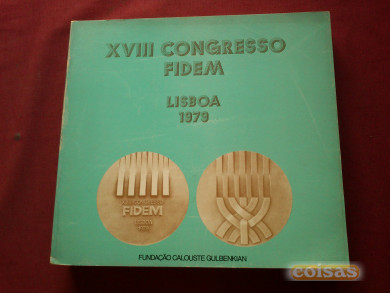 XVIII CONGRESSO
FIDEM
LISBOA
1979
FIDEM
FUNDAÇÃO CALOUSTE GULBENKIAN
coisas